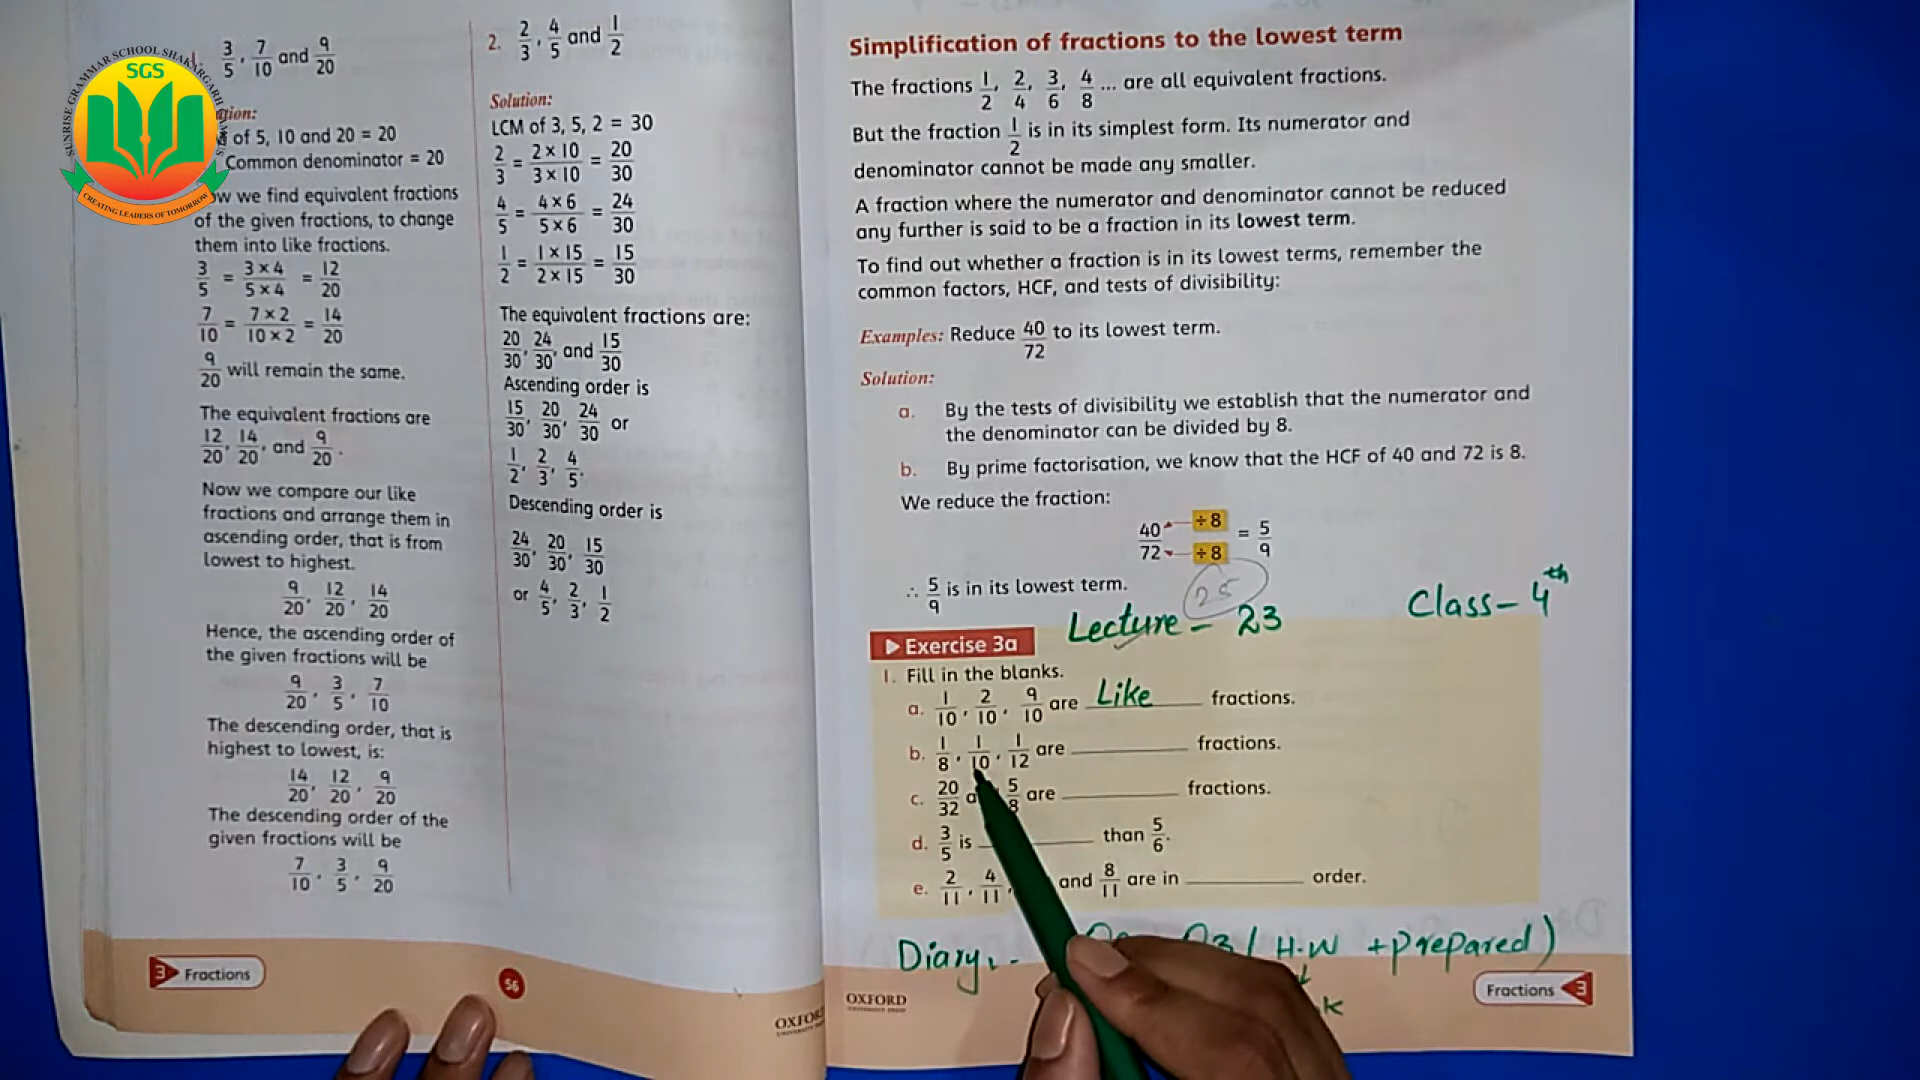 SUNRISE GRAMMAR SCHOOL SHAKARGARH CAMPUS
SGS
CREATING LEADERS OF TOMORROW
3/5, 7/10 and 9/20
of 5, 10 and 20 = 20
Common denominator = 20
we find equivalent fractions
of the given fractions, to change
them into like fractions.
3/5 = 3 × 4/5 × 4 = 12/20
7/10 = 7 × 2/10 × 2 = 14/20
9/20 will remain the same.
The equivalent fractions are
12/20, 14/20, and 9/20.
Now we compare our like
fractions and arrange them in
ascending order, that is from
lowest to highest.
9/20, 12/20, 14/20
Hence, the ascending order of
the given fractions will be
9/20, 3/5, 7/10
The descending order, that is
highest to lowest, is:
14/20, 12/20, 9/20
The descending order of the
given fractions will be
7/10, 3/5, 9/20
2. 2/3, 4/5 and 1/2
Solution:
LCM of 3, 5, 2 = 30
2/3 = 2 × 10/3 × 10 = 20/30
4/5 = 4 × 6/5 × 6 = 24/30
1/2 = 1 × 15/2 × 15 = 15/30
The equivalent fractions are:
20/30, 24/30, and 15/30
Ascending order is
15/30, 20/30, 24/30 or
1/2, 2/3, 4/5.
Descending order is
24/30, 20/30, 15/30
or 4/5, 2/3, 1/2
3 Fractions
56
Simplification of fractions to the lowest term
The fractions 1/2, 2/4, 3/6, 4/8 ... are all equivalent fractions.
But the fraction 1/2 is in its simplest form. Its numerator and
denominator cannot be made any smaller.
A fraction where the numerator and denominator cannot be reduced
any further is said to be a fraction in its lowest term.
To find out whether a fraction is in its lowest terms, remember the
common factors, HCF, and tests of divisibility:
Examples: Reduce 40/72 to its lowest term.
Solution:
a. By the tests of divisibility we establish that the numerator and
the denominator can be divided by 8.
b. By prime factorisation, we know that the HCF of 40 and 72 is 8.
We reduce the fraction:
40/72 ÷8/÷8 = 5/9
∴ 5/9 is in its lowest term.
25
Lecture - 23
Class - 4th
Exercise 3a
1. Fill in the blanks.
a. 1/10, 2/10, 9/10 are Like fractions.
b. 1/8, 1/10, 1/12 are ________ fractions.
c. 20/32 5/8 are ________ fractions.
d. 3/5 is ________ than 5/6.
e. 2/11, 4/11, and 8/11 are in ________ order.
Diary:- H.W + prepared)
OXFORD
UNIVERSITY PRESS
Fractions 3